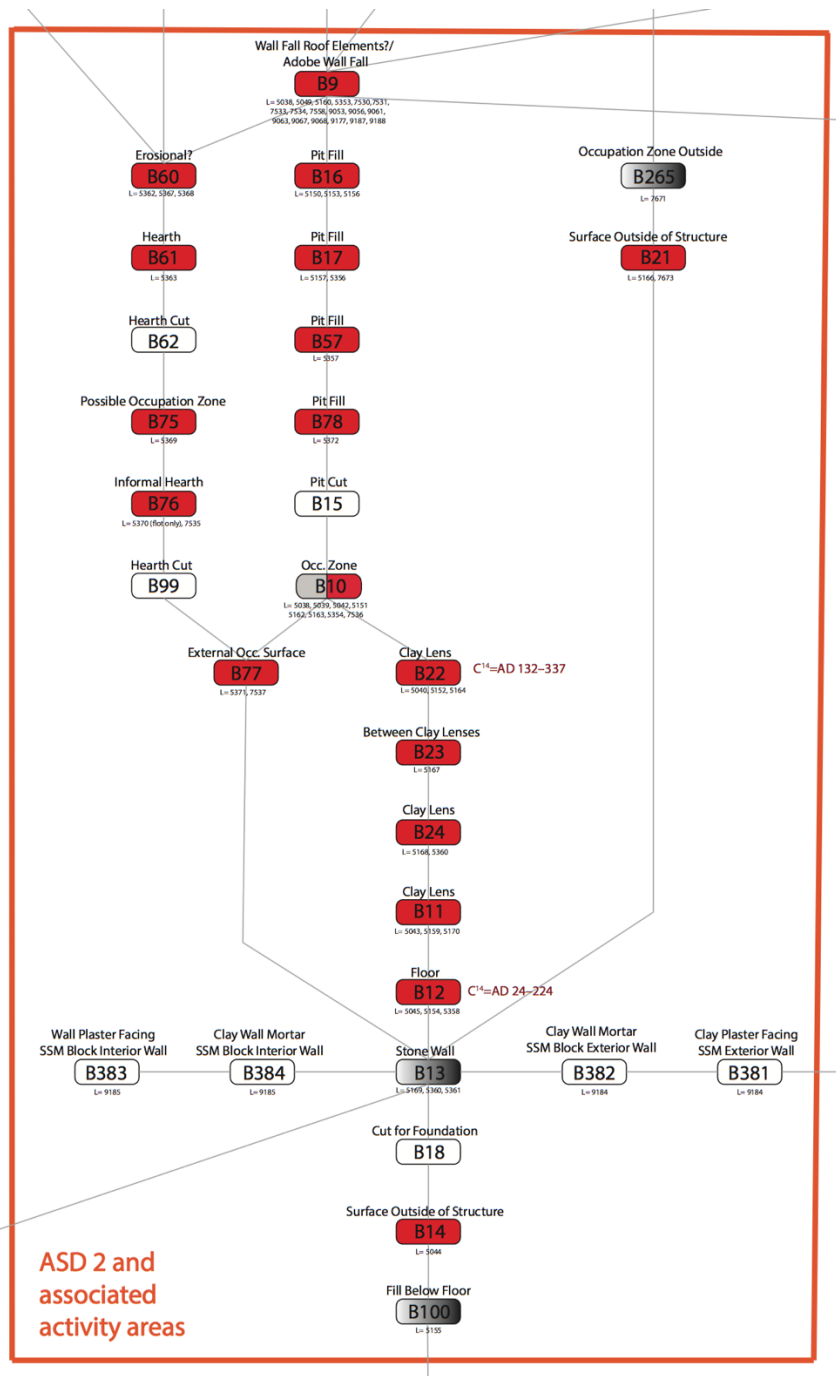 Wall Fall Roof Elements?/
Adobe Wall Fall
B9
L= 5038, 5049, 5160, 5353, 7530,7531,
7533, 7534, 7558, 9053, 9056, 9061,
9063, 9067, 9068, 9177, 9187, 9188
Erosional?
B60
L= 5362, 5367, 5368
Pit Fill
B16
L= 5150, 5153, 5156
Occupation Zone Outside
B265
L= 7671
Hearth
B61
L= 5363
Pit Fill
B17
L= 5157, 5356
Surface Outside of Structure
B21
L= 5166, 7673
Hearth Cut
B62
Pit Fill
B57
L= 5357
Possible Occupation Zone
B75
L= 5369
Pit Fill
B78
L= 5372
Informal Hearth
B76
L= 5370 (flot only), 7535
Pit Cut
B15
Hearth Cut
B99
Occ. Zone
B10
L= 5038, 5039, 5042, 5151
5162, 5163, 5354, 7536
External Occ. Surface
B77
L= 5371, 7537
Clay Lens
B22
L= 5040, 5152, 5164
C¹⁴=AD 132–337
Between Clay Lenses
B23
L= 5167
Clay Lens
B24
L= 5168, 5360
Clay Lens
B11
L= 5043, 5159, 5170
Floor
B12
L= 5045, 5154, 5358
C¹⁴=AD 24–224
Wall Plaster Facing
SSM Block Interior Wall
B383
L= 9185
Clay Wall Mortar
SSM Block Interior Wall
B384
L= 9185
Stone Wall
B13
L= 5169, 5360, 5361
Clay Wall Mortar
SSM Block Exterior Wall
B382
L= 9184
Clay Plaster Facing
SSM Exterior Wall
B381
L= 9184
Cut for Foundation
B18
Surface Outside of Structure
B14
L= 5044
Fill Below Floor
B100
L= 5155
ASD 2 and
associated
activity areas